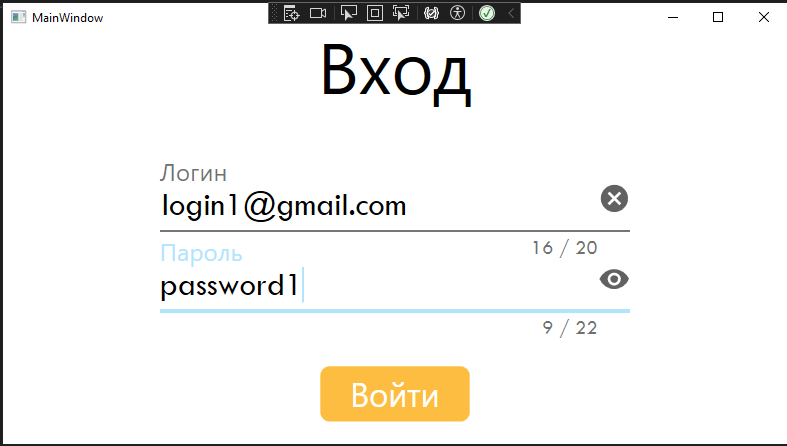 MainWindow
Вход
Логин
login1@gmail.com
16 / 20
Пароль
password1
9 / 22
Войти